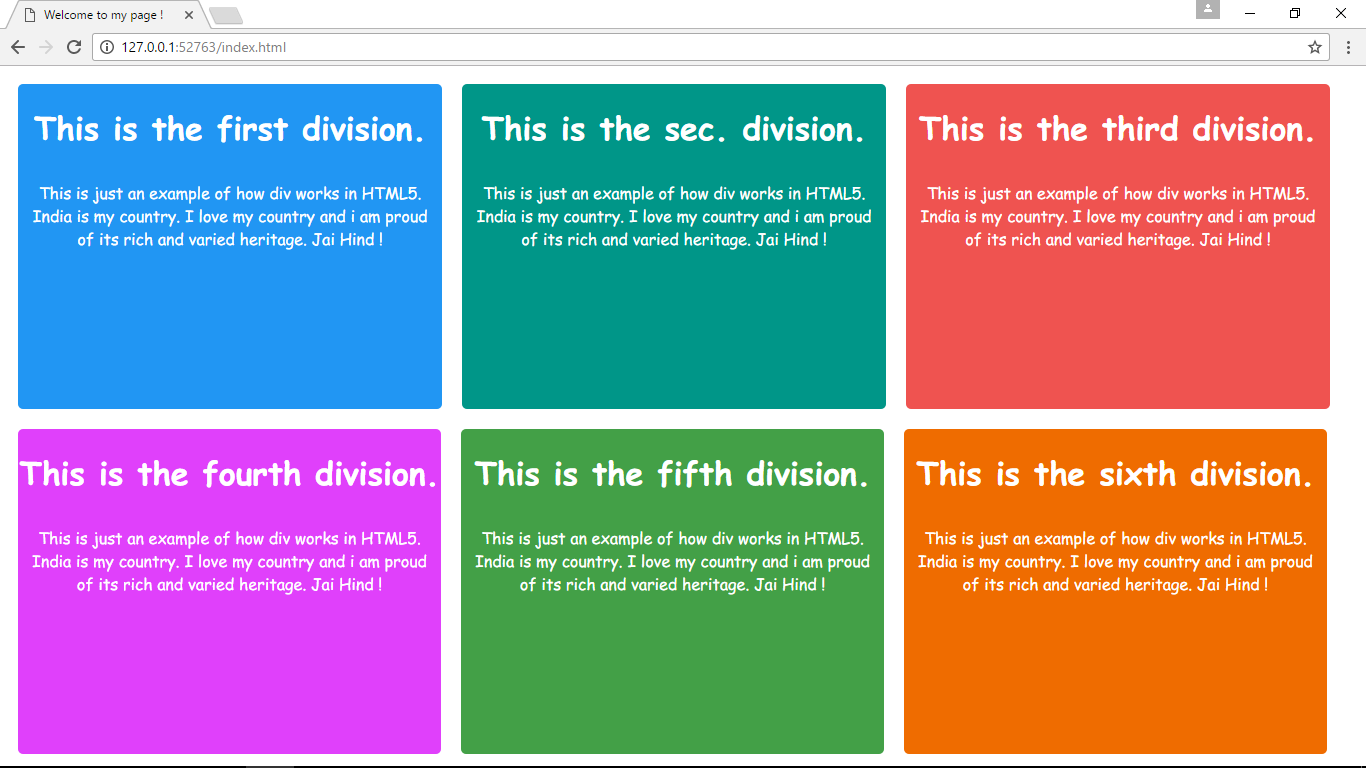 Welcome to my page !
127.0.0.1:52763/index.html
This is the first division.
This is just an example of how div works in HTML5.
India is my country. I love my country and i am proud
of its rich and varied heritage. Jai Hind !
This is the sec. division.
This is just an example of how div works in HTML5.
India is my country. I love my country and i am proud
of its rich and varied heritage. Jai Hind !
This is the third division.
This is just an example of how div works in HTML5.
India is my country. I love my country and i am proud
of its rich and varied heritage. Jai Hind !
This is the fourth division.
This is just an example of how div works in HTML5.
India is my country. I love my country and i am proud
of its rich and varied heritage. Jai Hind !
This is the fifth division.
This is just an example of how div works in HTML5.
India is my country. I love my country and i am proud
of its rich and varied heritage. Jai Hind !
This is the sixth division.
This is just an example of how div works in HTML5.
India is my country. I love my country and i am proud
of its rich and varied heritage. Jai Hind !